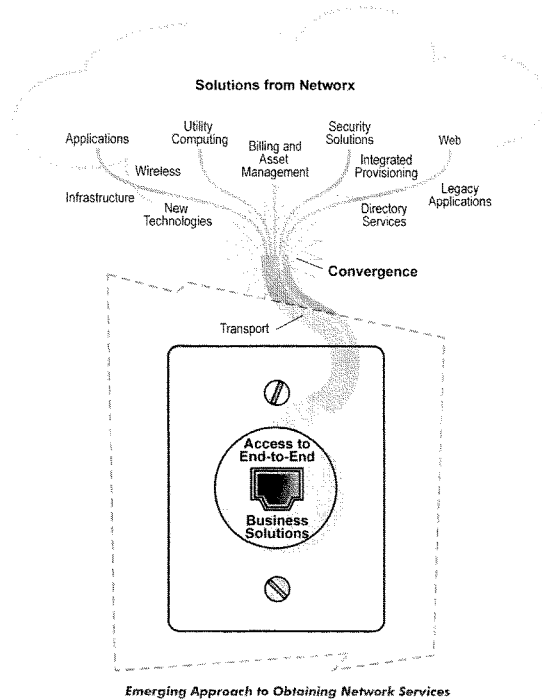 Solutions from Networx
Applications
Utility
Computing
Billing and
Asset
Management
Security
Solutions
Web
Wireless
Integrated
Provisioning
Infrastructure
New
Technologies
Directory
Services
Legacy
Applications
Convergence
Transport
Access to
End-to-End
Business
Solutions
Emerging Approach to Obtaining Network Services